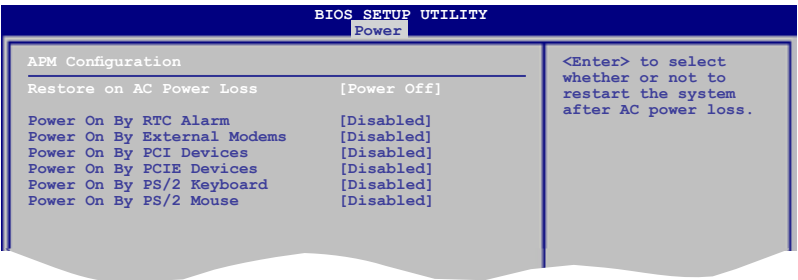 BIOS SETUP UTILITY
Power
APM Configuration
Restore on AC Power Loss [Power Off]
Power On By RTC Alarm [Disabled]
Power On By External Modems [Disabled]
Power On By PCI Devices [Disabled]
Power On By PCIE Devices [Disabled]
Power On By PS/2 Keyboard [Disabled]
Power On By PS/2 Mouse [Disabled]
<Enter> to select
whether or not to
restart the system
after AC power loss.